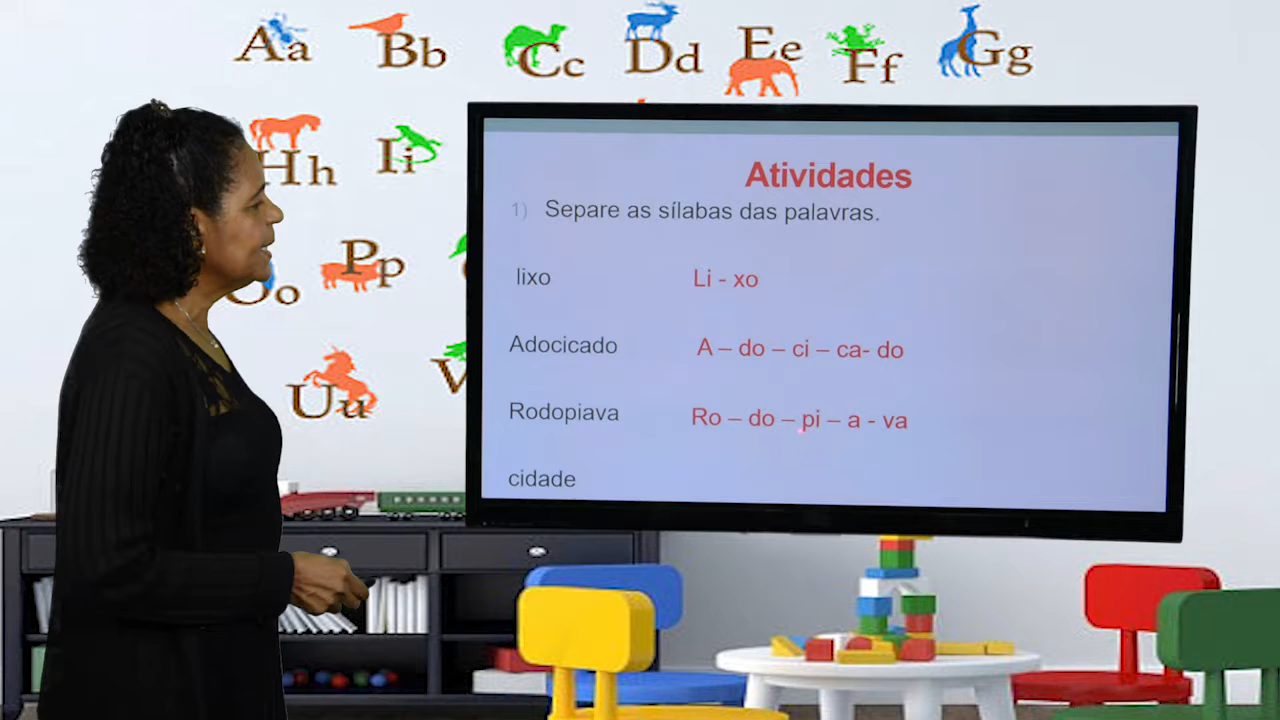 Aa Bb Cc Dd Ee Ff Gg
Hh Ii
Oo Pp
Uu V
Atividades
1) Separe as sílabas das palavras.
lixo Li - xo
Adocicado A – do – ci – ca- do
Rodopiava Ro – do – pi – a - va
cidade